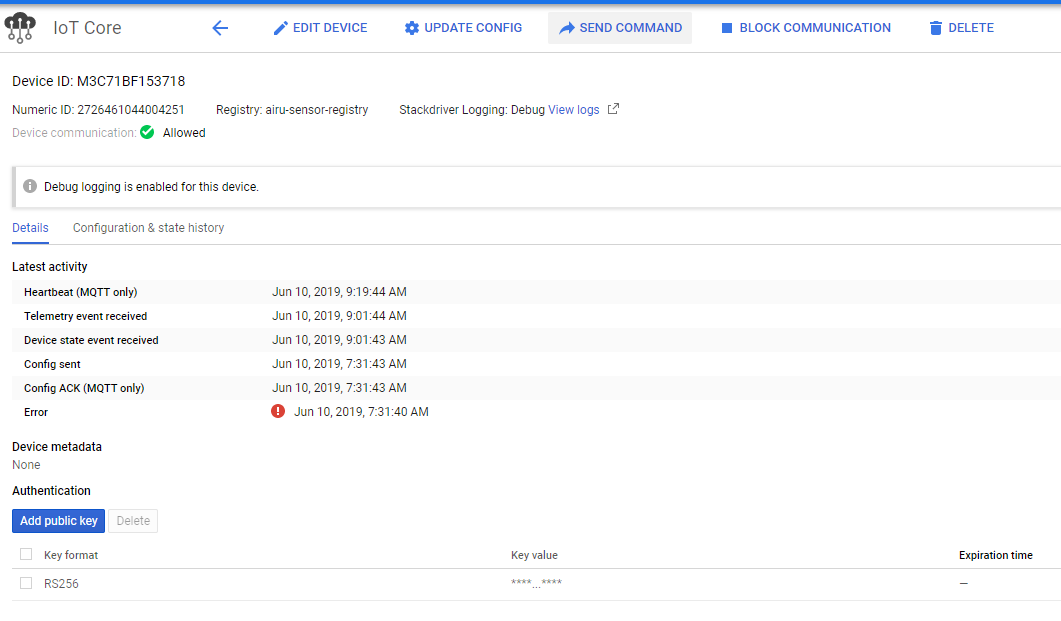 IoT Core
EDIT DEVICE
UPDATE CONFIG
SEND COMMAND
BLOCK COMMUNICATION
DELETE
Device ID: M3C71BF153718
Numeric ID: 2726461044004251 Registry: airu-sensor-registry Stackdriver Logging: Debug View logs
Device communication: Allowed
Debug logging is enabled for this device.
Details Configuration & state history
Latest activity
Heartbeat (MQTT only) Jun 10, 2019, 9:19:44 AM
Telemetry event received Jun 10, 2019, 9:01:44 AM
Device state event received Jun 10, 2019, 9:01:43 AM
Config sent Jun 10, 2019, 7:31:43 AM
Config ACK (MQTT only) Jun 10, 2019, 7:31:43 AM
Error Jun 10, 2019, 7:31:40 AM
Device metadata
None
Authentication
Add public key Delete
Key format Key value Expiration time
RS256 ****...**** —